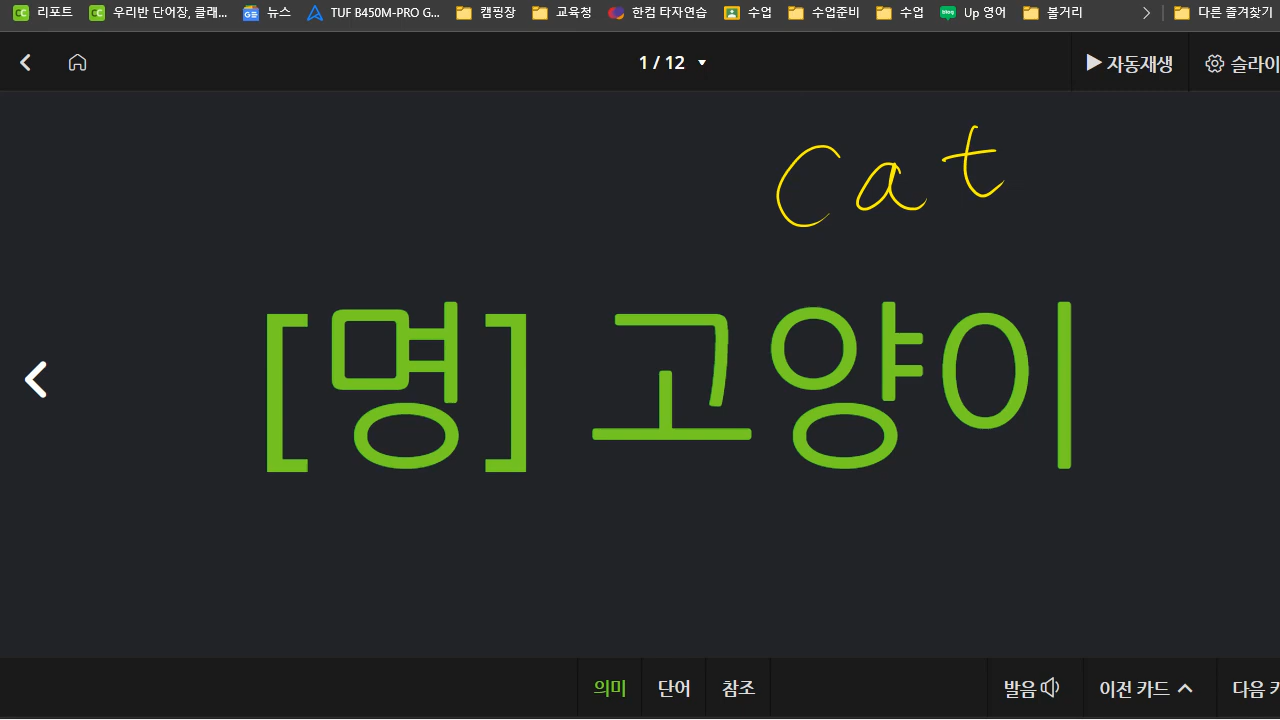 리포트 우리반 단어장, 클래... 뉴스 TUF B450M-PRO G... 캠핑장 교육청 한컴 타자연습 수업 수업준비 수업 Up 영어 볼거리 다른 즐겨찾기
1 / 12 자동재생 슬라이
cat
[명] 고양이
의미 단어 참조 발음 이전 카드 다음